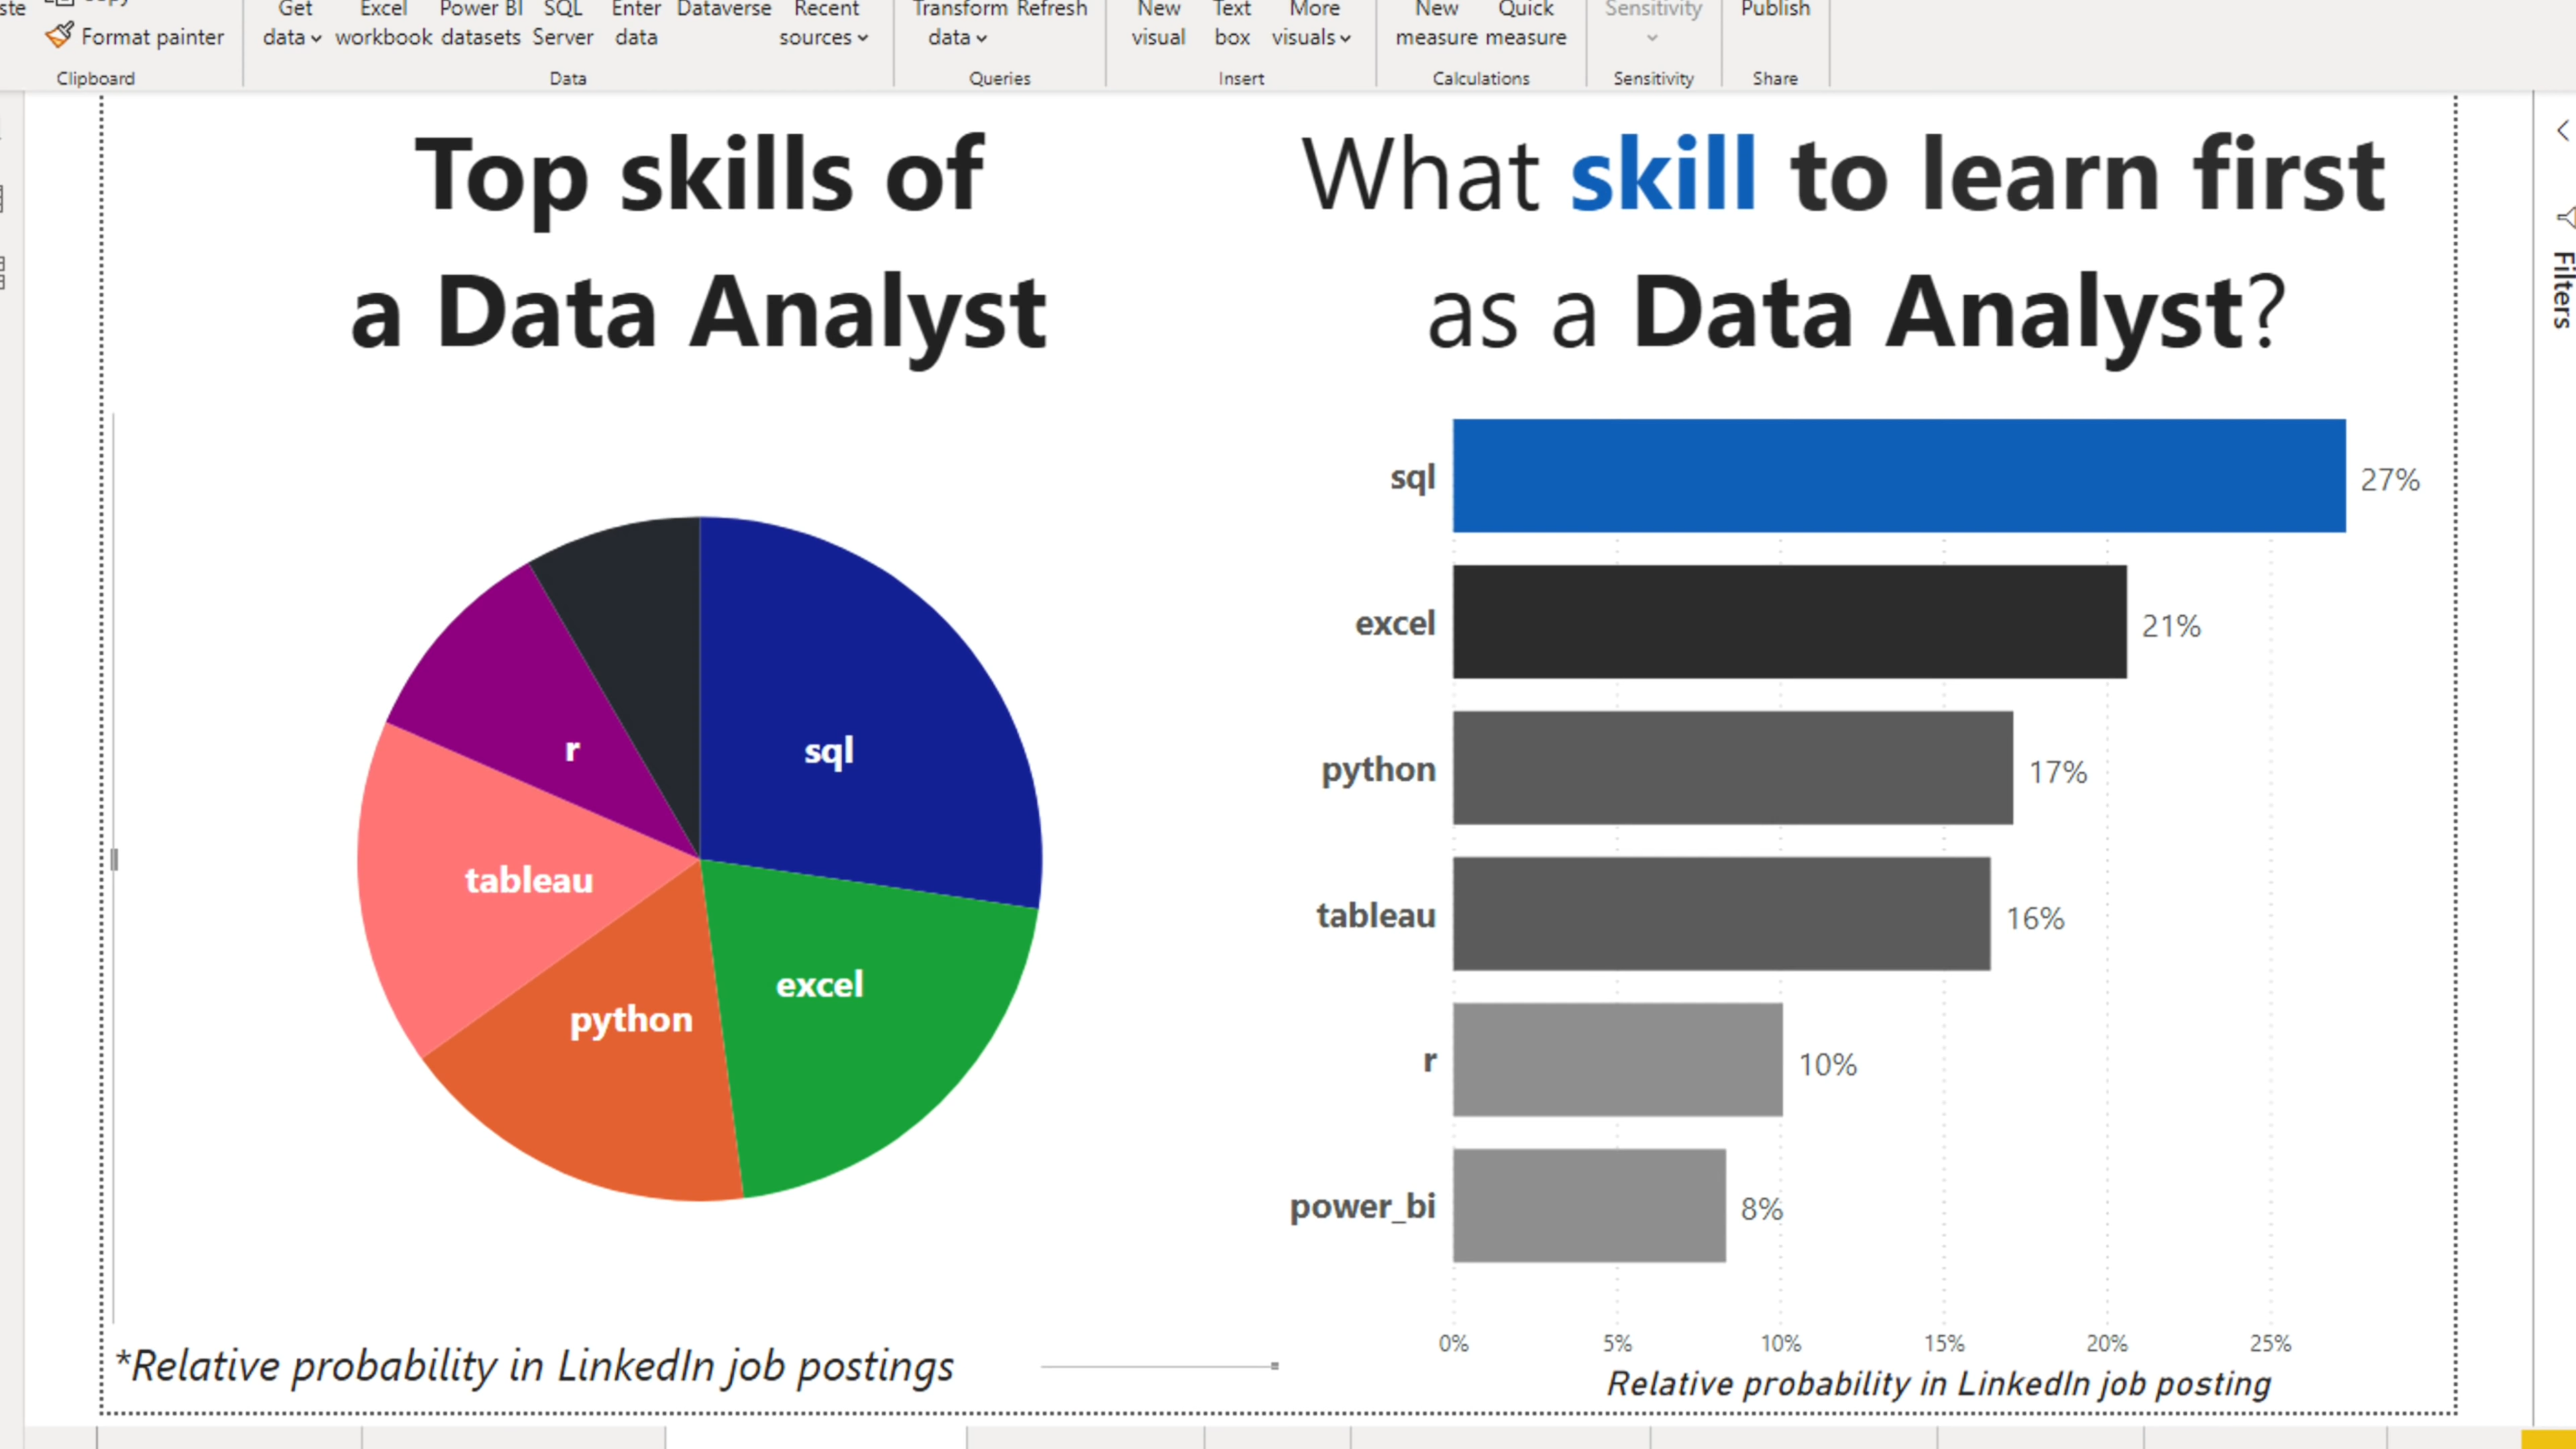 Format painter
Clipboard
Get data
Excel workbook
Power BI datasets
SQL Server
Enter data
Dataverse
Recent sources
Data
Transform data
Refresh
Queries
New visual
Text box
More visuals
Insert
New measure
Quick measure
Calculations
Sensitivity
Sensitivity
Publish
Share
Filters
Top skills of
a Data Analyst
sql
excel
python
tableau
r
*Relative probability in LinkedIn job postings
What skill to learn first
as a Data Analyst?
sql 27%
excel 21%
python 17%
tableau 16%
r 10%
power_bi 8%
0% 5% 10% 15% 20% 25%
Relative probability in LinkedIn job posting